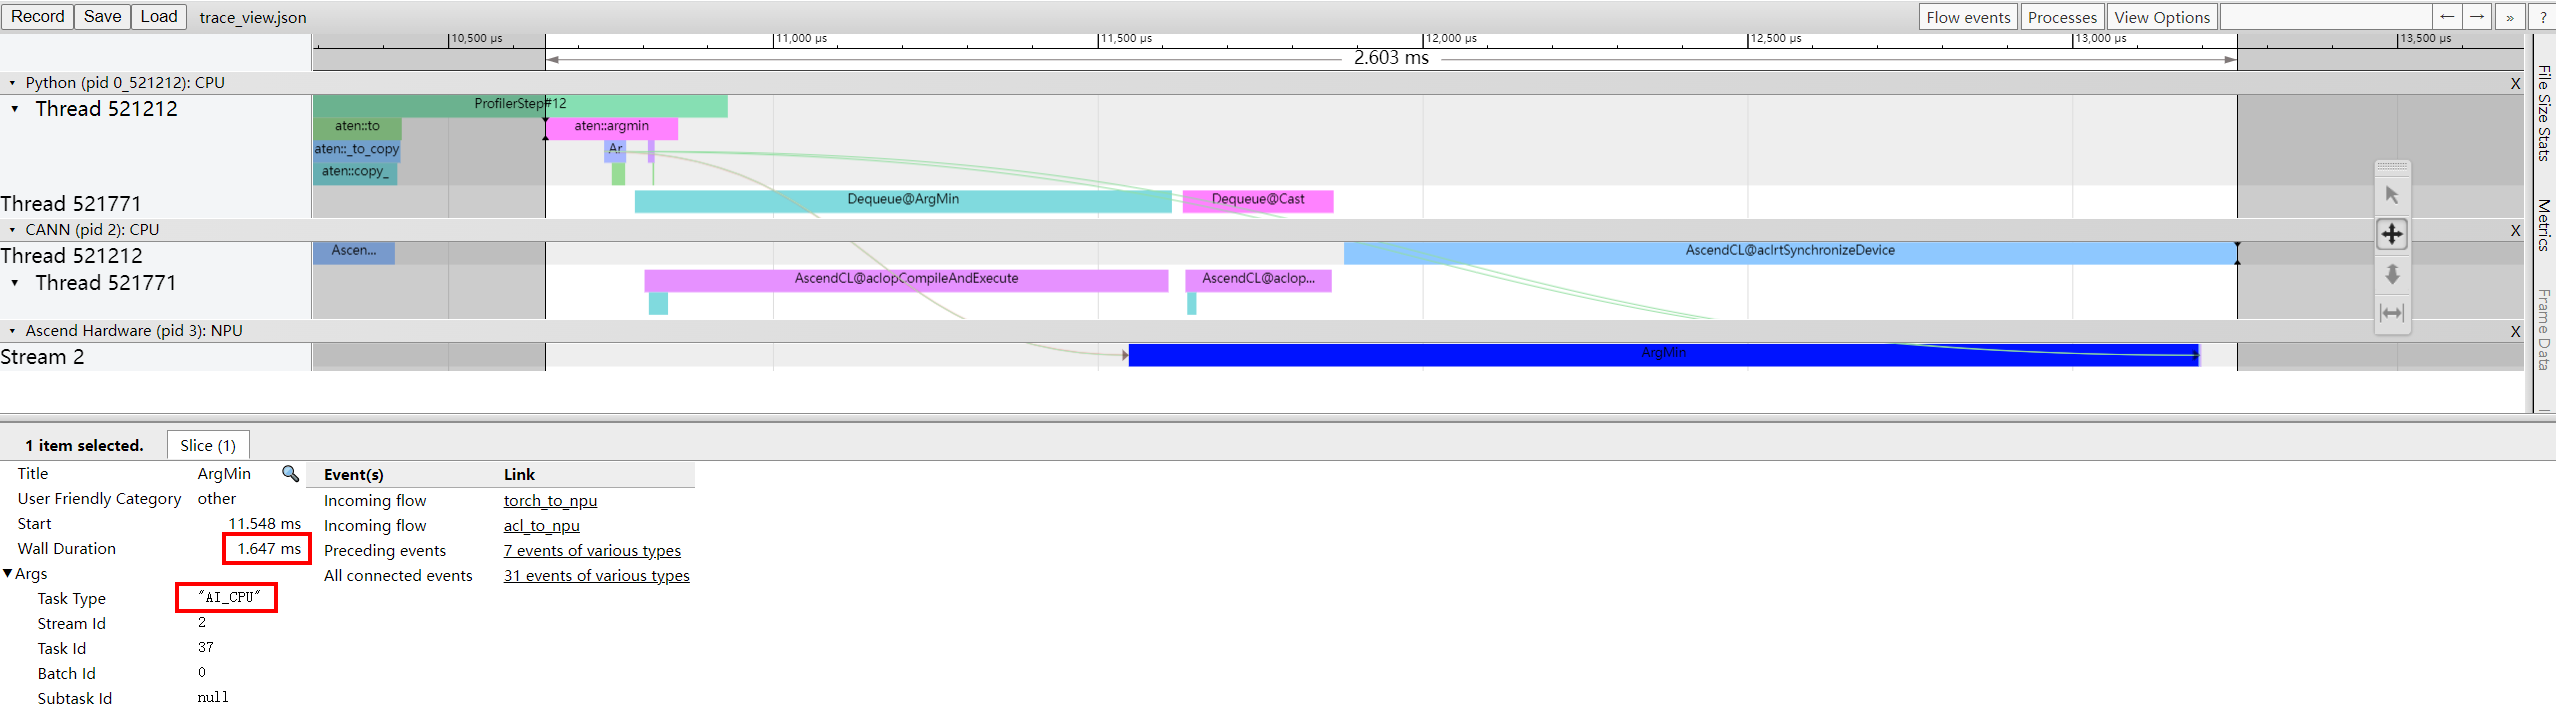 Record Save Load trace_view.json Flow events Processes View Options ← → » ?
10,500 µs 11,000 µs 11,500 µs 12,000 µs 12,500 µs 13,000 µs 13,500 µs
2.603 ms
Python (pid 0_521212): CPU X
Thread 521212
ProfilerStep#12
aten::to aten::argmin
aten::_to_copy Ar
aten::copy_
Thread 521771 Dequeue@ArgMin Dequeue@Cast
CANN (pid 2): CPU X
Thread 521212 Ascen... AscendCL@aclrtSynchronizeDevice
Thread 521771 AscendCL@aclopCompileAndExecute AscendCL@aclop...
Ascend Hardware (pid 3): NPU X
Stream 2 ArgMin
File Size Stats
Metrics
Frame Data
1 item selected. Slice (1)
Title ArgMin
User Friendly Category other
Start 11.548 ms
Wall Duration 1.647 ms
Args
Task Type "AI_CPU"
Stream Id 2
Task Id 37
Batch Id 0
Subtask Id null
Event(s) Link
Incoming flow torch_to_npu
Incoming flow acl_to_npu
Preceding events 7 events of various types
All connected events 31 events of various types